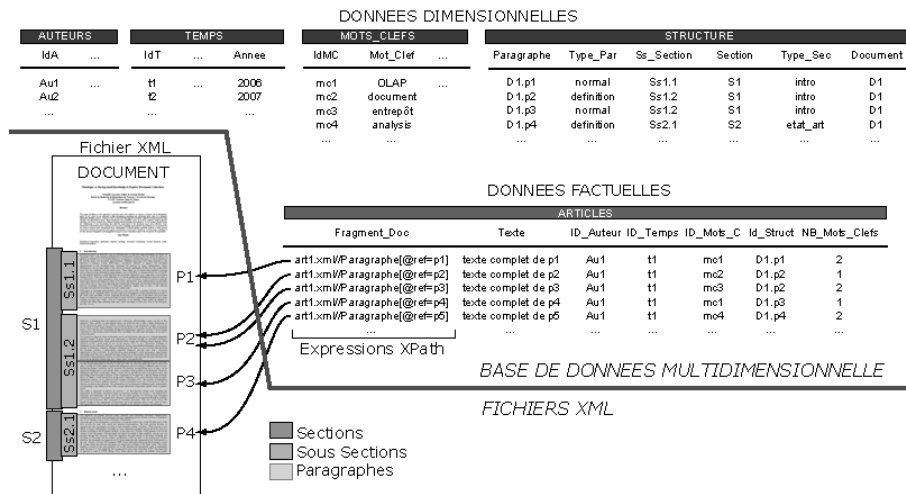 DONNEES DIMENSIONNELLES
AUTEURS TEMPS MOTS_CLEFS STRUCTURE
IdA ... IdT ... Annee IdMC Mot_Clef ... Paragraphe Type_Par Ss_Section Section Type_Sec Document
Au1 ... t1 ... 2006 mc1 OLAP ... D1.p1 normal Ss1.1 S1 intro D1
Au2 t2 2007 mc2 document D1.p2 definition Ss1.2 S1 intro D1
... ... ... mc3 entrepôt D1.p3 normal Ss1.2 S1 intro D1
mc4 analysis D1.p4 definition Ss2.1 S2 etat_art D1
... ... ... ... ... ... ... ...
Fichier XML
DOCUMENT
DONNEES FACTUELLES
ARTICLES
Fragment_Doc Texte ID_Auteur ID_Temps ID_Mots_C Id_Struct NB_Mots_Clefs
art1.xml//Paragraphe[@ref=p1] texte complet de p1 Au1 t1 mc1 D1.p1 2
art1.xml//Paragraphe[@ref=p2] texte complet de p2 Au1 t1 mc2 D1.p2 1
art1.xml//Paragraphe[@ref=p3] texte complet de p3 Au1 t1 mc3 D1.p2 2
art1.xml//Paragraphe[@ref=p4] texte complet de p4 Au1 t1 mc1 D1.p3 1
art1.xml//Paragraphe[@ref=p5] texte complet de p5 Au1 t1 mc4 D1.p4 2
... ... ... ... ... ... ...
Expressions XPath
S1
Ss1.1
P1
Ss1.2
P2
P3
S2
Ss2.1
P4
...
BASE DE DONNEES MULTIDIMENSIONNELLE
FICHIERS XML
Sections
Sous Sections
Paragraphes